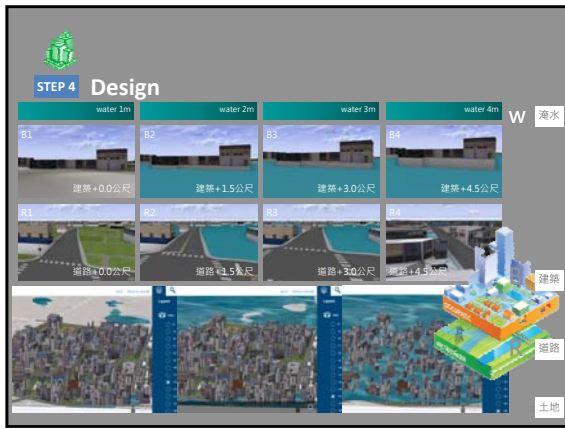 STEP 4 Design
water 1m water 2m water 3m water 4m W 淹水
B1 B2 B3 B4
建築+0.0公尺 建築+1.5公尺 建築+3.0公尺 建築+4.5公尺
R1 R2 R3 R4
道路+0.0公尺 道路+1.5公尺 道路+3.0公尺 道路+4.5公尺
建築
道路
土地